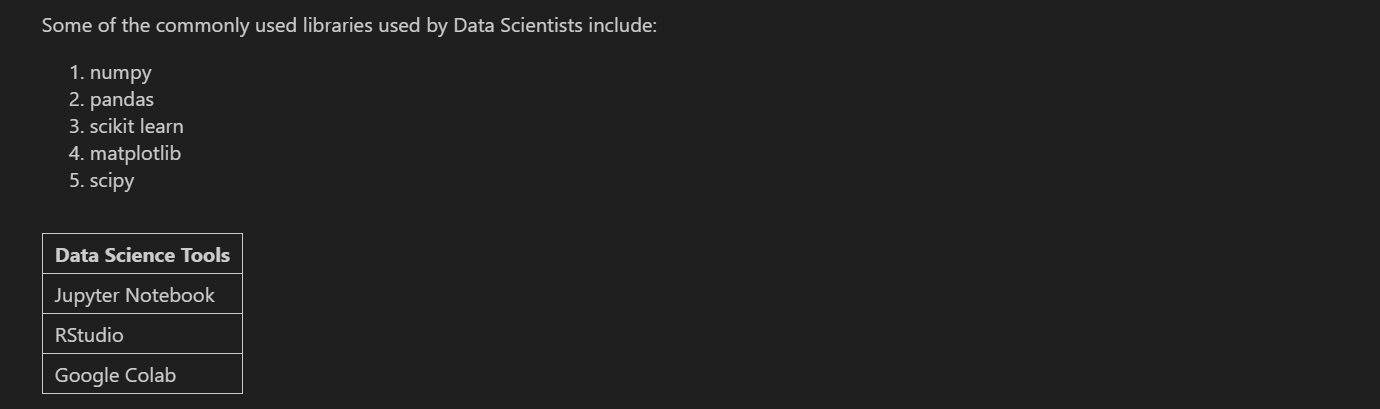 Some of the commonly used libraries used by Data Scientists include:
1. numpy
2. pandas
3. scikit learn
4. matplotlib
5. scipy
Data Science Tools
Jupyter Notebook
RStudio
Google Colab